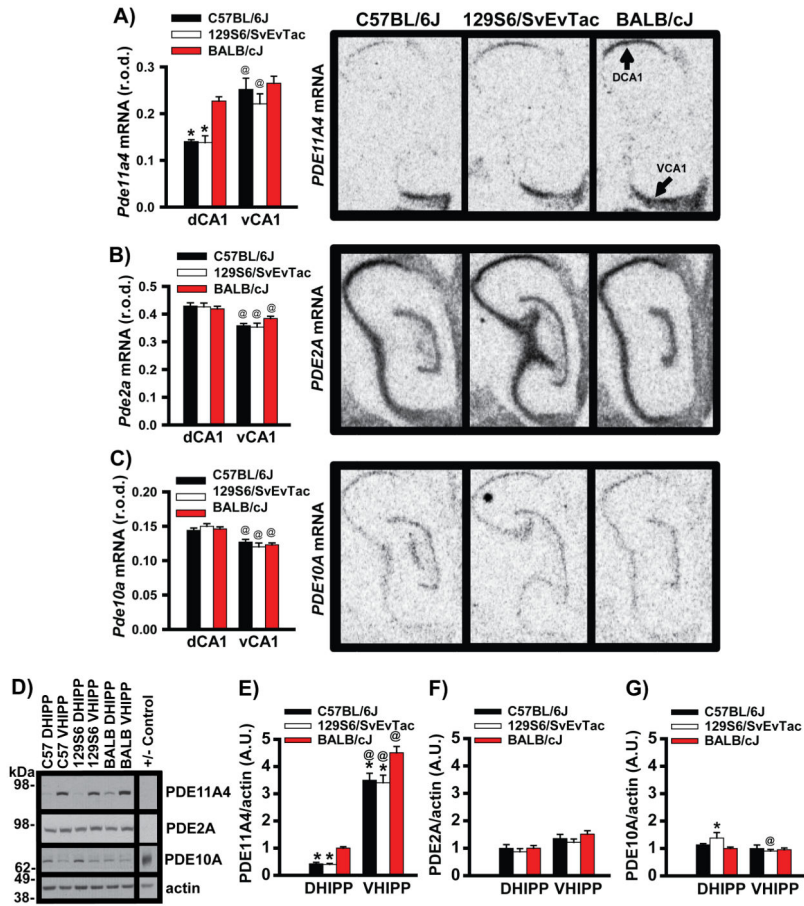 A)
C57BL/6J
129S6/SvEvTac
BALB/cJ
Pde11a4 mRNA (r.o.d.)
0.3
0.2
0.1
0.0
* *
@ @
dCA1 vCA1
C57BL/6J 129S6/SvEvTac BALB/cJ
PDE11A4 mRNA
DCA1
VCA1
B)
C57BL/6J
129S6/SvEvTac
BALB/cJ
Pde2a mRNA (r.o.d.)
0.5
0.4
0.3
0.2
0.1
0.0
@ @ @
dCA1 vCA1
PDE2A mRNA
C)
C57BL/6J
129S6/SvEvTac
BALB/cJ
Pde10a mRNA (r.o.d.)
0.20
0.15
0.10
0.05
0.00
@ @ @
dCA1 vCA1
PDE10A mRNA
D)
C57 DHIPP
C57 VHIPP
129S6 DHIPP
129S6 VHIPP
BALB DHIPP
BALB VHIPP
+/- Control
kDa
98-
98-
62-
49-
38-
PDE11A4
PDE2A
PDE10A
actin
E)
C57BL/6J
129S6/SvEvTac
BALB/cJ
PDE11A4/actin (A.U.)
5
4
3
2
1
0
* *
@ @ @
* *
DHIPP VHIPP
F)
C57BL/6J
129S6/SvEvTac
BALB/cJ
PDE2A/actin (A.U.)
5
4
3
2
1
0
DHIPP VHIPP
G)
C57BL/6J
129S6/SvEvTac
BALB/cJ
PDE10A/actin (A.U.)
5
4
3
2
1
0
*
@
DHIPP VHIPP